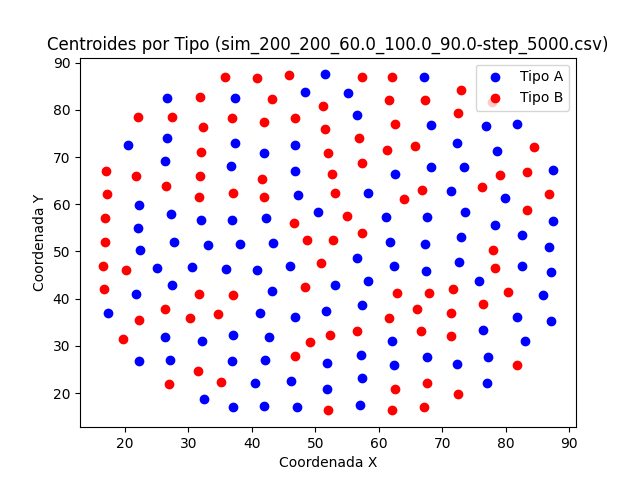 Centroides por Tipo (sim_200_200_60.0_100.0_90.0-step_5000.csv)
Tipo A
Tipo B
90
80
70
60
50
40
30
20
Coordenada Y
20 30 40 50 60 70 80 90
Coordenada X